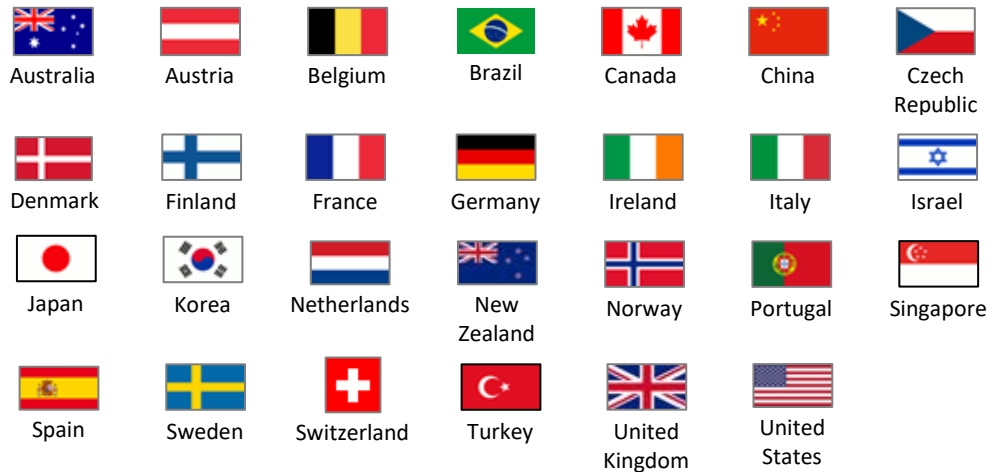 Australia
Austria
Belgium
Brazil
Canada
China
Czech
Republic
Denmark
Finland
France
Germany
Ireland
Italy
Israel
Japan
Korea
Netherlands
New
Zealand
Norway
Portugal
Singapore
Spain
Sweden
Switzerland
Turkey
United
Kingdom
United
States